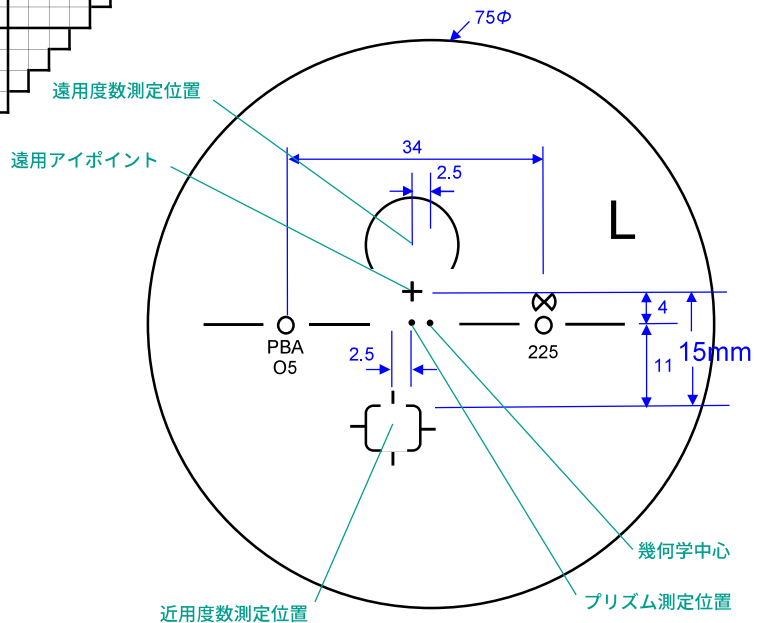 75Φ
遠用度数測定位置
34
遠用アイポイント
2.5
L
4
PBA
O5
225
2.5
11
15mm
幾何学中心
プリズム測定位置
近用度数測定位置